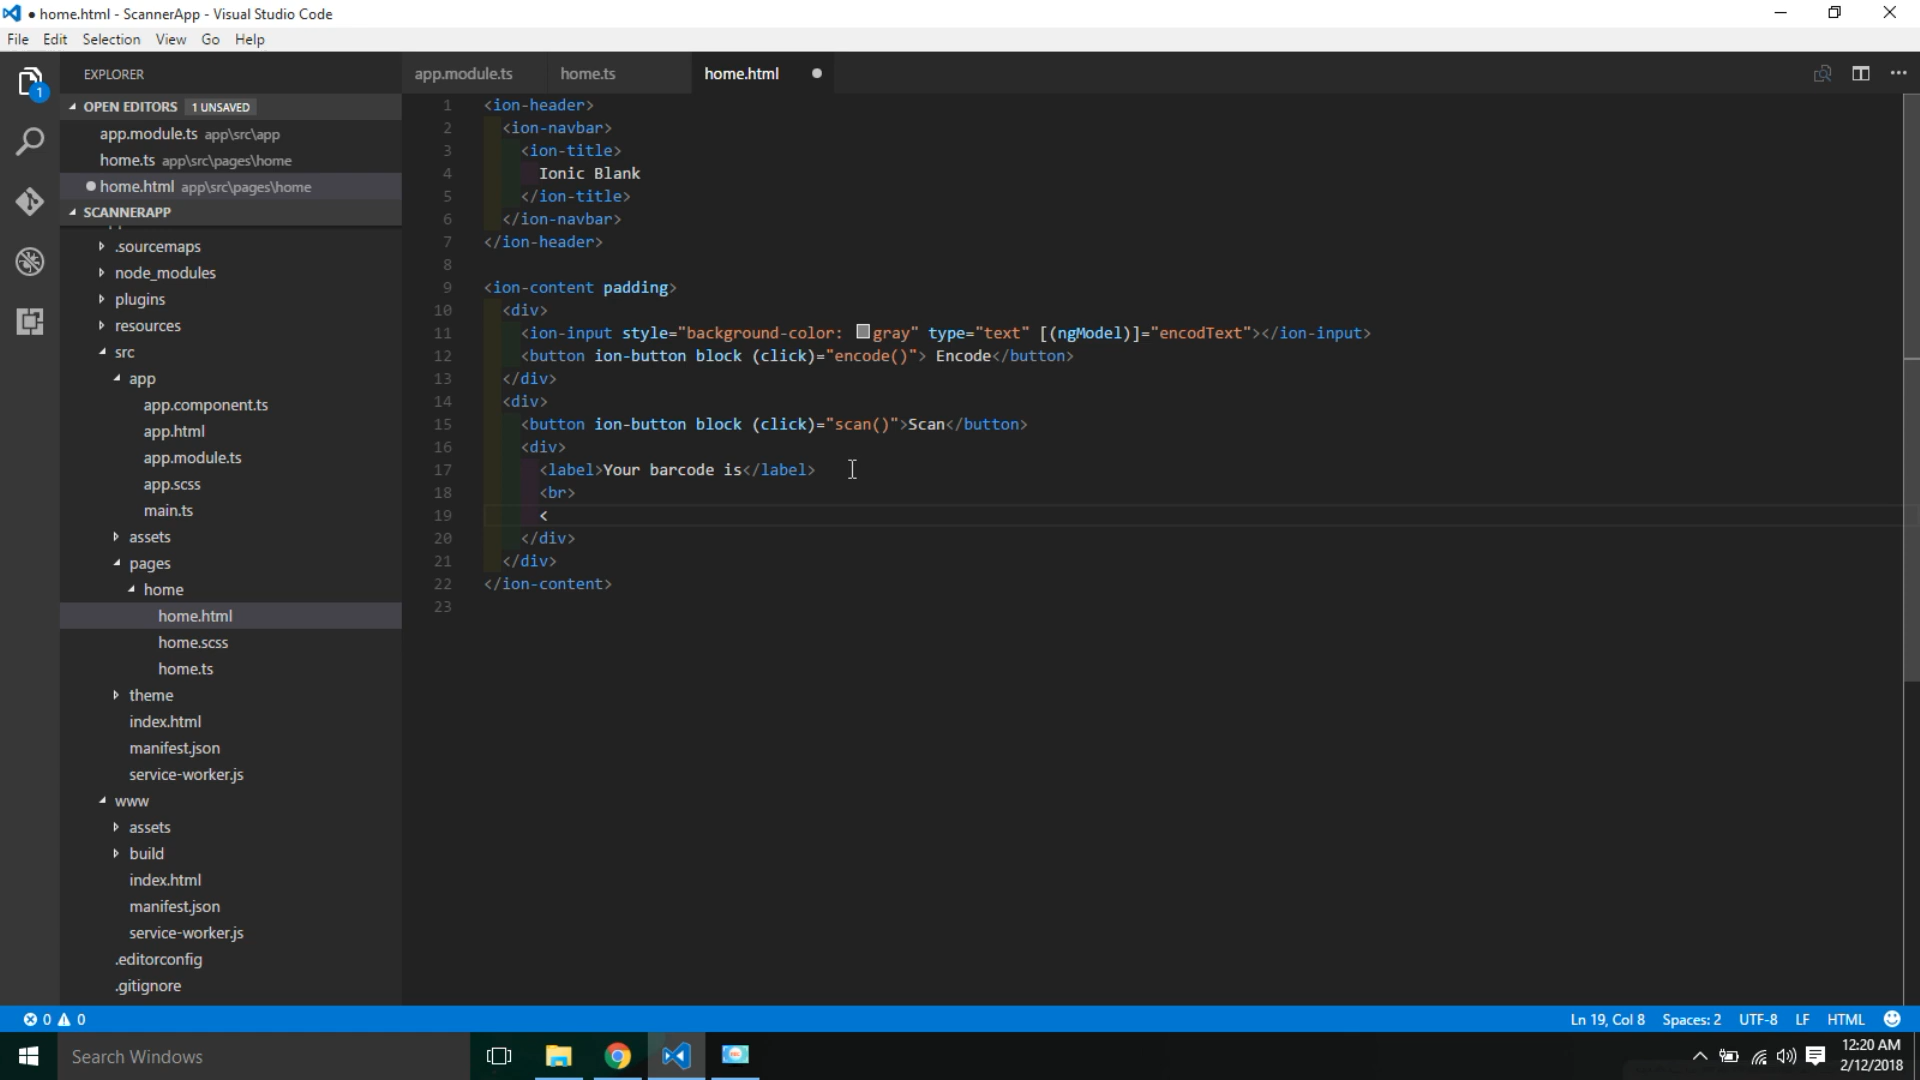 ● home.html - ScannerApp - Visual Studio Code
File Edit Selection View Go Help
EXPLORER
OPEN EDITORS 1 UNSAVED
app.module.ts app\src\app
home.ts app\src\pages\home
home.html app\src\pages\home
SCANNERAPP
.sourcemaps
node_modules
plugins
resources
src
app
app.component.ts
app.html
app.module.ts
app.scss
main.ts
assets
pages
home
home.html
home.scss
home.ts
theme
index.html
manifest.json
service-worker.js
www
assets
build
index.html
manifest.json
service-worker.js
.editorconfig
.gitignore
1
app.module.ts home.ts home.html
1 <ion-header>
2 <ion-navbar>
3 <ion-title>
4 Ionic Blank
5 </ion-title>
6 </ion-navbar>
7 </ion-header>
8
9 <ion-content padding>
10 <div>
11 <ion-input style="background-color: gray" type="text" [(ngModel)]="encodText"></ion-input>
12 <button ion-button block (click)="encode()"> Encode</button>
13 </div>
14 <div>
15 <button ion-button block (click)="scan()">Scan</button>
16 <div>
17 <label>Your barcode is</label>
18 <br>
19 <
20 </div>
21 </div>
22 </ion-content>
23
0 0 Ln 19, Col 8 Spaces: 2 UTF-8 LF HTML
Search Windows
12:20 AM
2/12/2018